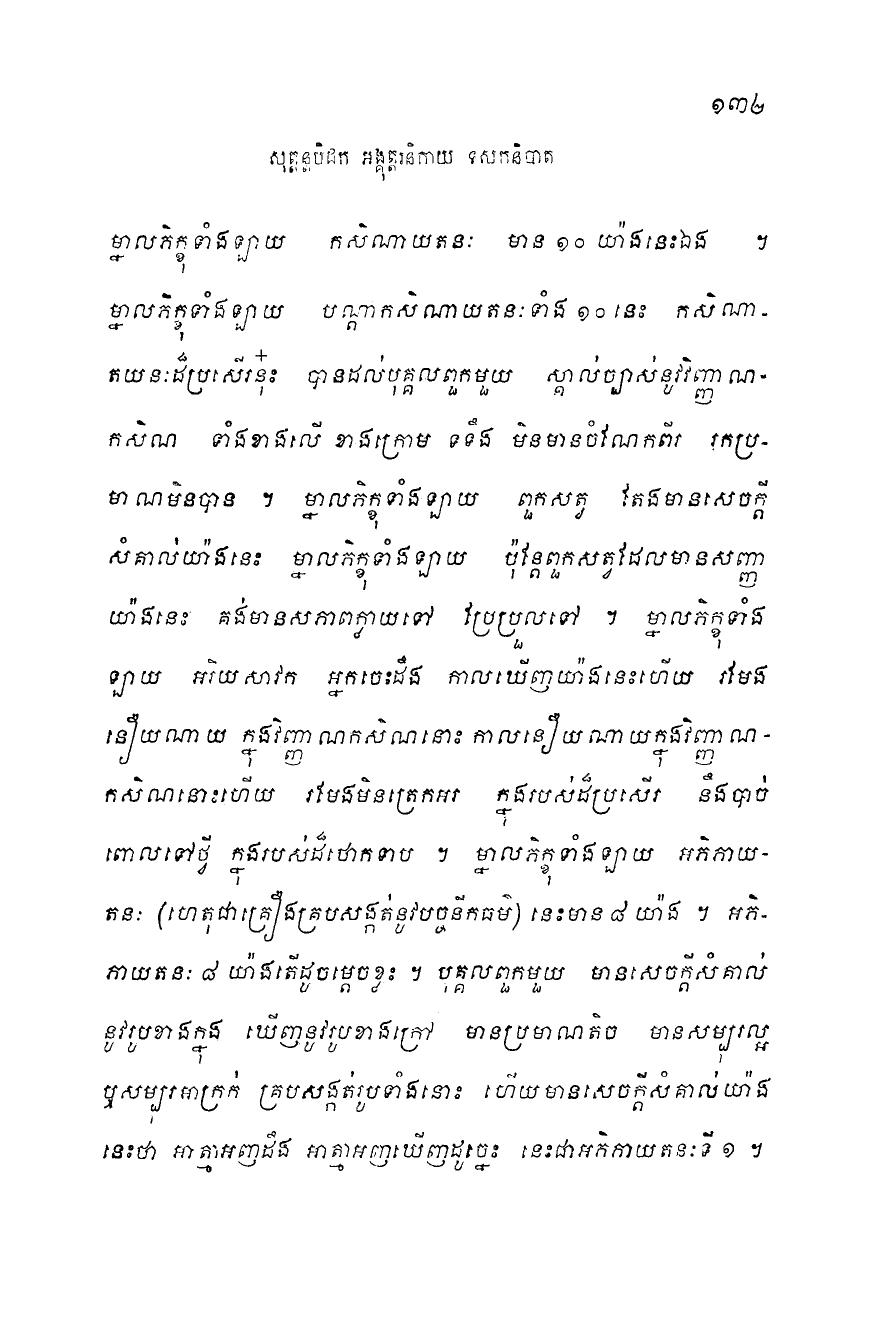 ១៣៤
សុត្តន្តបិដក អង្គុត្តរនិកាយ ទសកនិបាត
ម្នាលភិក្ខុទាំងឡាយ កសិណាយតនៈ មាន ១០ យ៉ាងនេះឯង ។
ម្នាលភិក្ខុទាំងឡាយ បណ្តាកសិណាយតនៈទាំង ១០ នេះ កសិណា-
តយនៈដ៏ប្រសើរនុ៎ះ បានដល់បុគ្គលពួកមួយ ស្គាល់ច្បាស់នូវវិញ្ញាណ-
កសិណ ទាំងខាងលើ ខាងក្រោម ទទឹង មិនមានចំណែកពីរ រកប្រ-
មាណមិនបាន ។ ម្នាលភិក្ខុទាំងឡាយ ពួកសត្វ តែងមានសេចក្តី
សំគាល់យ៉ាងនេះ ម្នាលភិក្ខុទាំងឡាយ ប៉ុន្តែពួកសត្វដែលមានសញ្ញា
យ៉ាងនេះ គង់មានសភាពក្លាយទៅ ប្រែប្រួលទៅ ។ ម្នាលភិក្ខុទាំង
ឡាយ អរិយសាវក អ្នកចេះដឹង កាលឃើញយ៉ាងនេះហើយ រមែង
នឿយណាយ ក្នុងវិញ្ញាណកសិណនោះ កាលនឿយណាយក្នុងវិញ្ញាណ-
កសិណនោះហើយ រមែងមិនត្រេកអរ ក្នុងរបស់ដ៏ប្រសើរ នឹងបាច់
ពោលទៅថ្វី ក្នុងរបស់ដ៏ថោកទាប ។ ម្នាលភិក្ខុទាំងឡាយ អភិភាយ-
តនៈ (ហេតុជាគ្រឿងគ្របសង្កត់នូវបច្ចនីកធម៌) នេះមាន ៨ យ៉ាង ។ អភិ-
ភាយតនៈ ៨ យ៉ាងតើដូចម្តេចខ្លះ ។ បុគ្គលពួកមួយ មានសេចក្តីសំគាល់
នូវរូបខាងក្នុង ឃើញនូវរូបខាងក្រៅ មានប្រមាណតិច មានសម្បុរល្អ
ឬសម្បុរអាក្រក់ គ្របសង្កត់រូបទាំងនោះ ហើយមានសេចក្តីសំគាល់យ៉ាង
នេះថា អាត្មាអញដឹង អាត្មាអញឃើញដូច្នេះ នេះជាអភិភាយតនៈទី ១ ។